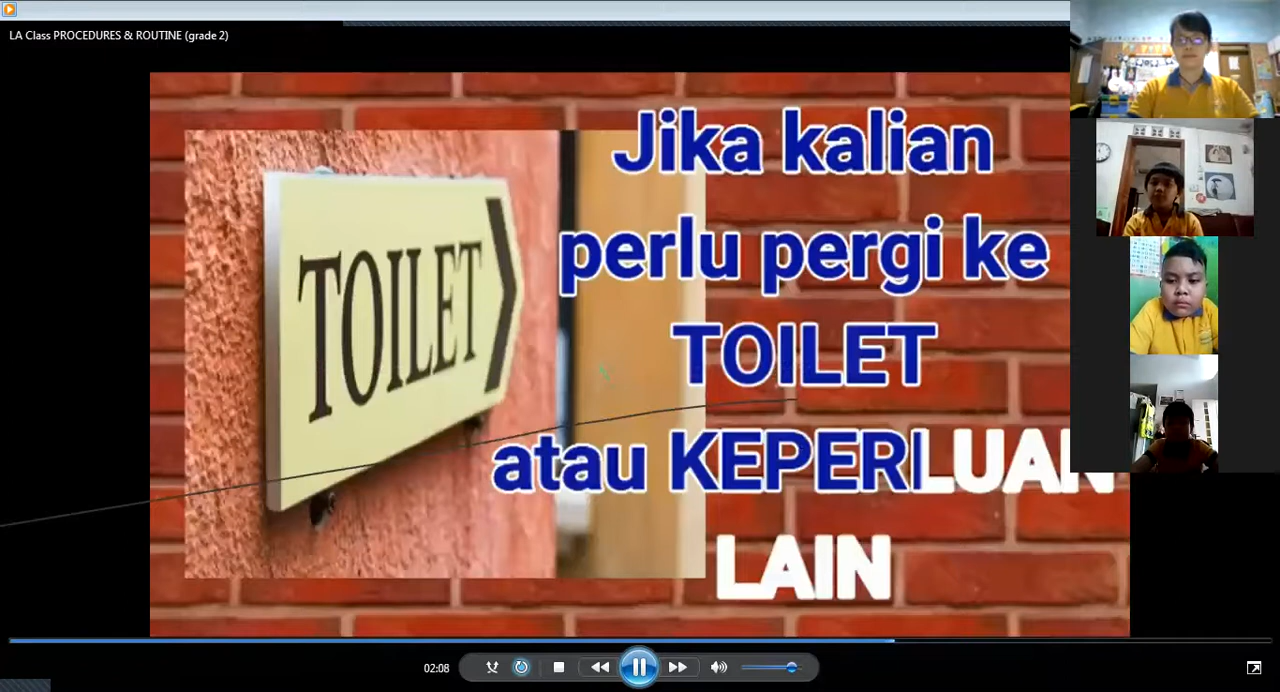 LA Class PROCEDURES & ROUTINE (grade 2)
TOILET
Jika kalian
perlu pergi ke
TOILET
atau KEPERLUAN
LAIN
02:08